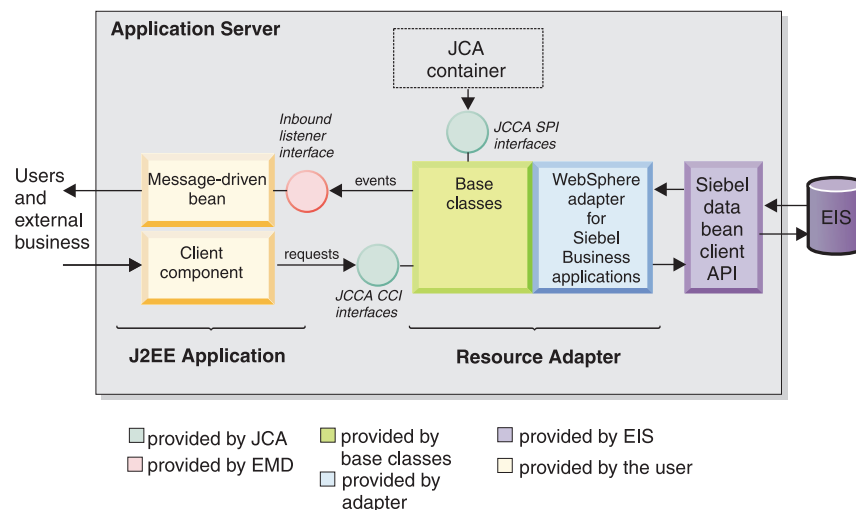 Application Server
JCA
container
Inbound
listener
interface
JCCA SPI
interfaces
Users
and
external
business
Message-driven
bean
events
Base
classes
WebSphere
adapter
for
Siebel
Business
applications
Siebel
data
bean
client
API
EIS
Client
component
requests
JCCA CCI
interfaces
J2EE Application
Resource Adapter
provided by JCA
provided by EMD
provided by
base classes
provided by
adapter
provided by EIS
provided by the user